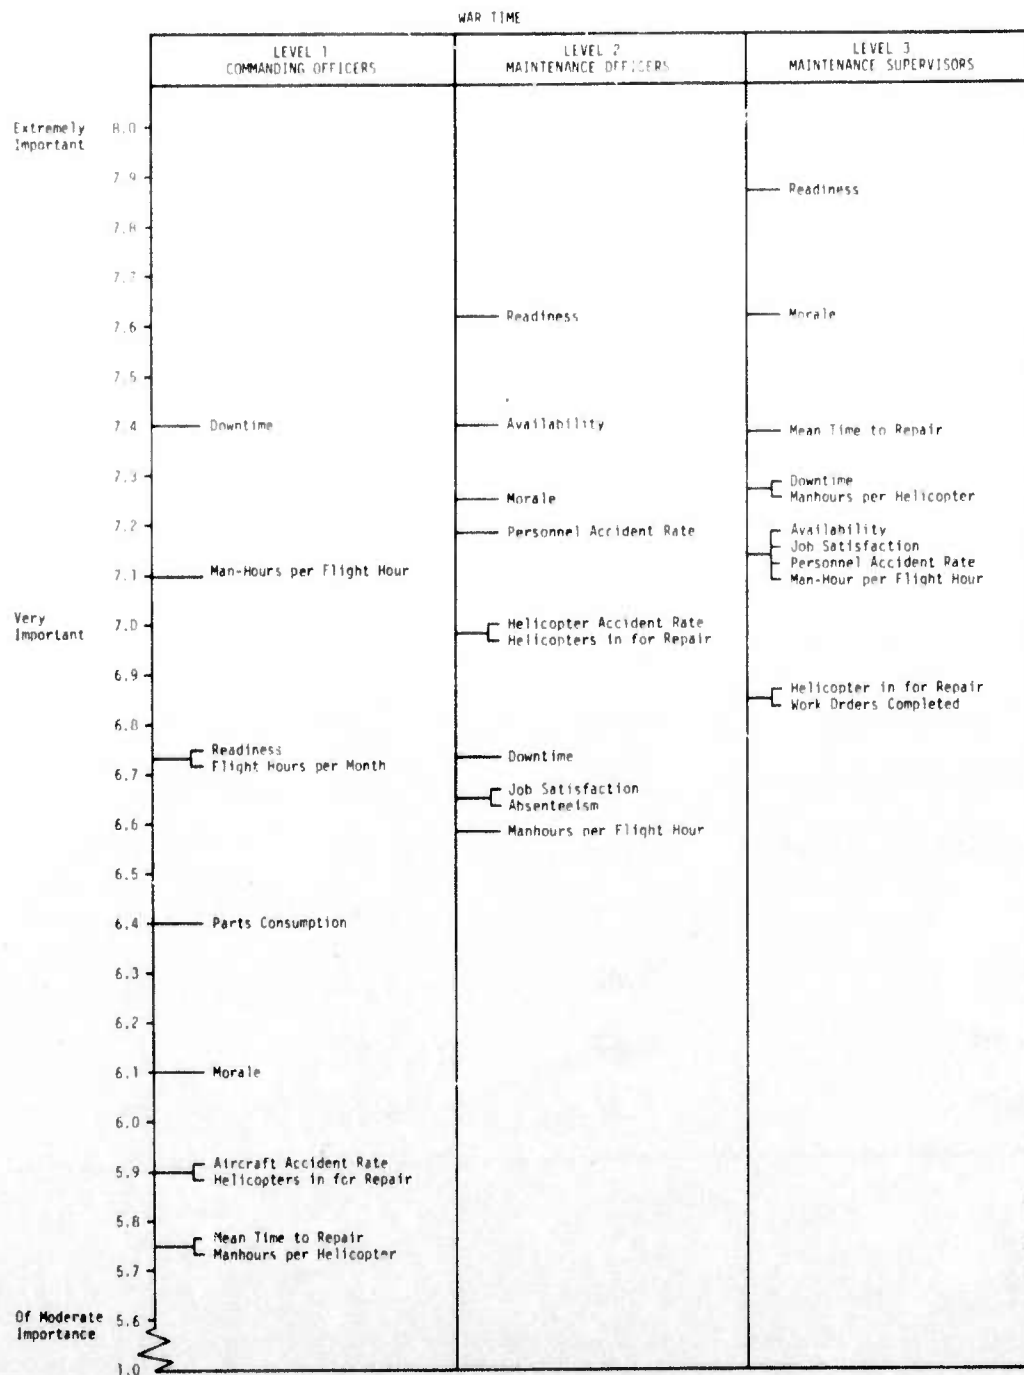 WAR TIME
LEVEL 1
COMMANDING OFFICERS
LEVEL 2
MAINTENANCE OFFICERS
LEVEL 3
MAINTENANCE SUPERVISORS
Extremely
Important
8.0
7.9
7.8
7.7
7.6
7.5
7.4
7.3
7.2
7.1
Very
Important
7.0
6.9
6.8
6.7
6.6
6.5
6.4
6.3
6.2
6.1
6.0
5.9
5.8
5.7
Of Moderate
Importance
5.6
1.0
Downtime
Man-Hours per Flight Hour
Readiness
Flight Hours per Month
Parts Consumption
Morale
Aircraft Accident Rate
Helicopters in for Repair
Mean Time to Repair
Manhours per Helicopter
Readiness
Availability
Morale
Personnel Accident Rate
Helicopter Accident Rate
Helicopters in for Repair
Downtime
Job Satisfaction
Absenteeism
Manhours per Flight Hour
Readiness
Morale
Mean Time to Repair
Downtime
Manhours per Helicopter
Availability
Job Satisfaction
Personnel Accident Rate
Man-Hour per Flight Hour
Helicopter in for Repair
Work Orders Completed